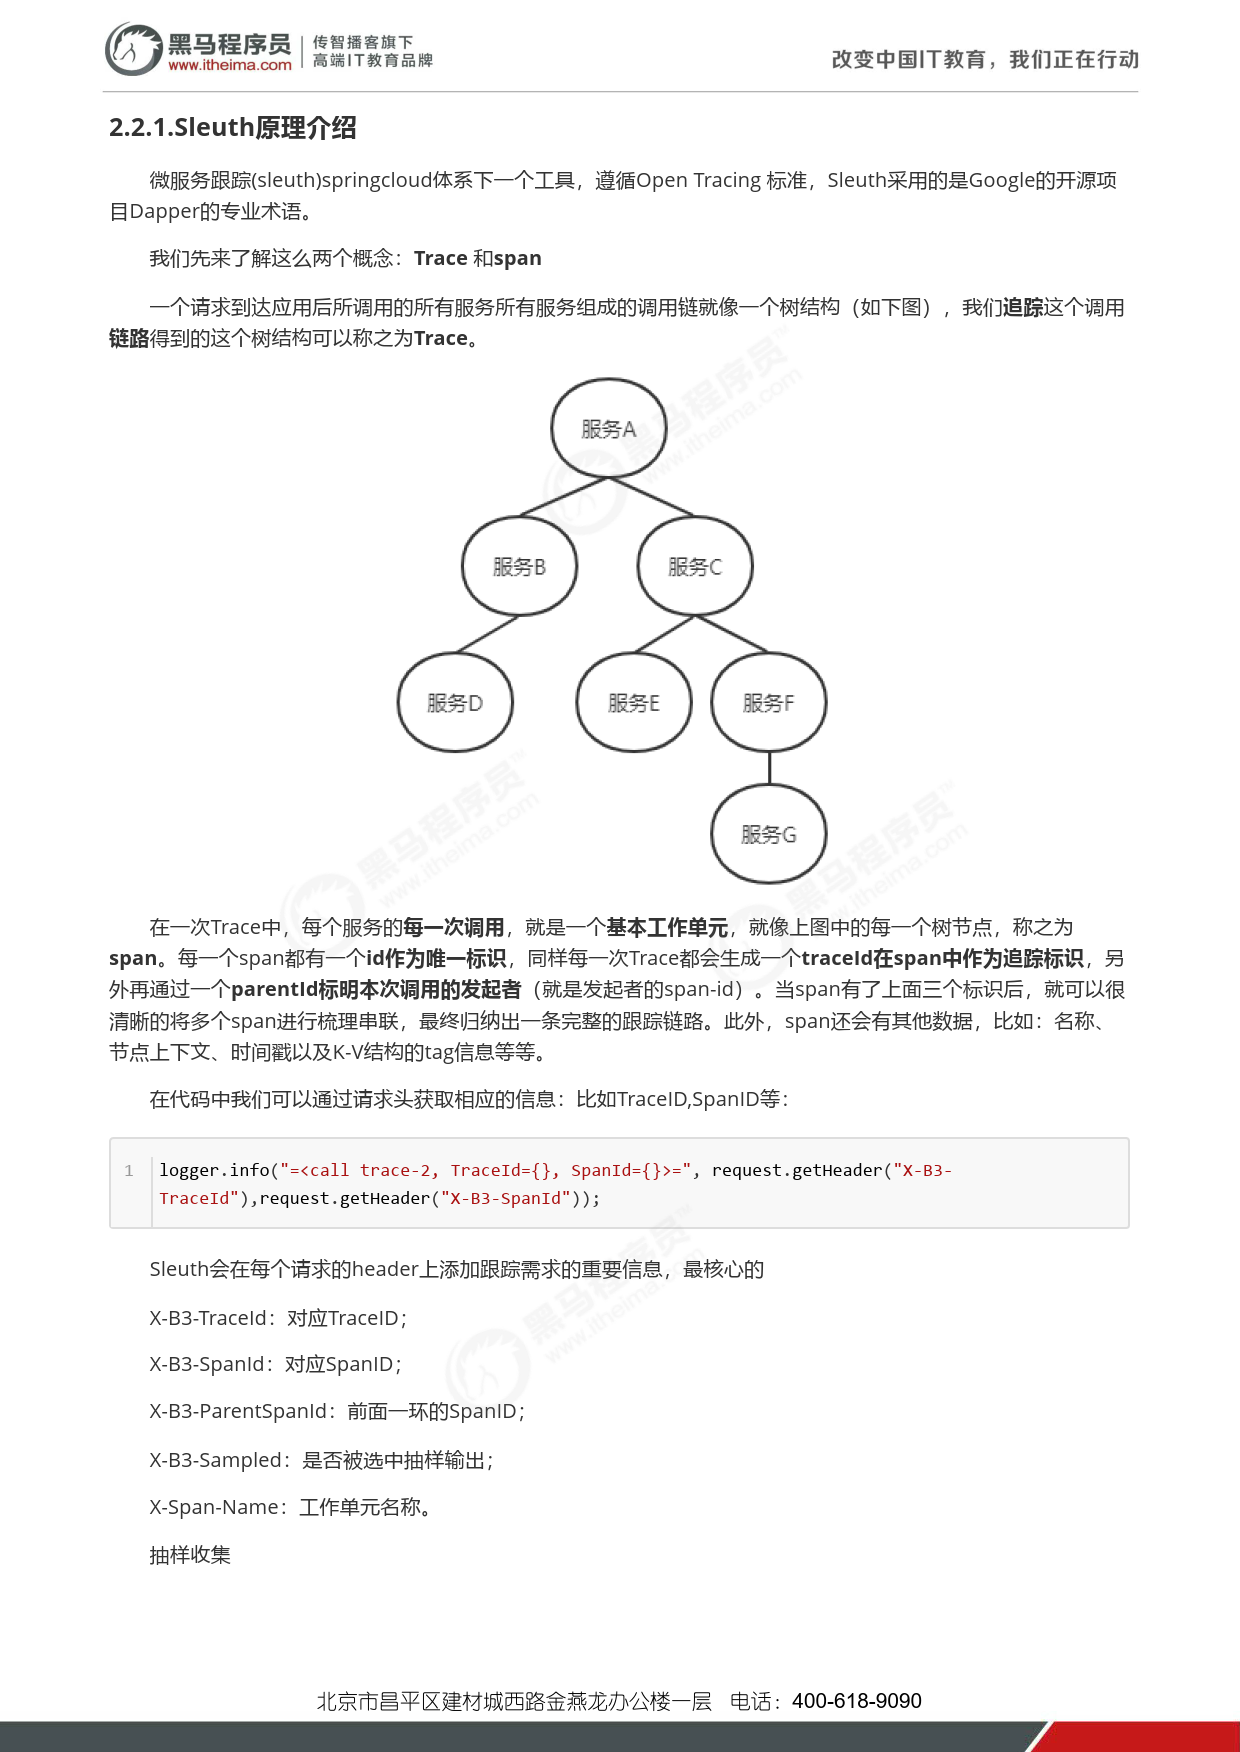 黑马程序员
www.itheima.com
传智播客旗下
高端IT教育品牌
改变中国IT教育，我们正在行动
2.2.1.Sleuth原理介绍
微服务跟踪(sleuth)springcloud体系下一个工具，遵循Open Tracing 标准，Sleuth采用的是Google的开源项
目Dapper的专业术语。
我们先来了解这么两个概念：Trace 和span
一个请求到达应用后所调用的所有服务所有服务组成的调用链就像一个树结构（如下图），我们追踪这个调用
链路得到的这个树结构可以称之为Trace。
服务A
服务B
服务C
服务D
服务E
服务F
服务G
在一次Trace中，每个服务的每一次调用，就是一个基本工作单元，就像上图中的每一个树节点，称之为
span。每一个span都有一个id作为唯一标识，同样每一次Trace都会生成一个traceId在span中作为追踪标识，另
外再通过一个parentId标明本次调用的发起者（就是发起者的span-id）。当span有了上面三个标识后，就可以很
清晰的将多个span进行梳理串联，最终归纳出一条完整的跟踪链路。此外，span还会有其他数据，比如：名称、
节点上下文、时间戳以及K-V结构的tag信息等等。
在代码中我们可以通过请求头获取相应的信息：比如TraceID,SpanID等：
1 logger.info("=<call trace-2, TraceId={}, SpanId={}>=", request.getHeader("X-B3-
TraceId"),request.getHeader("X-B3-SpanId"));
Sleuth会在每个请求的header上添加跟踪需求的重要信息，最核心的
X-B3-TraceId：对应TraceID；
X-B3-SpanId：对应SpanID；
X-B3-ParentSpanId：前面一环的SpanID；
X-B3-Sampled：是否被选中抽样输出；
X-Span-Name：工作单元名称。
抽样收集
北京市昌平区建材城西路金燕龙办公楼一层 电话：400-618-9090